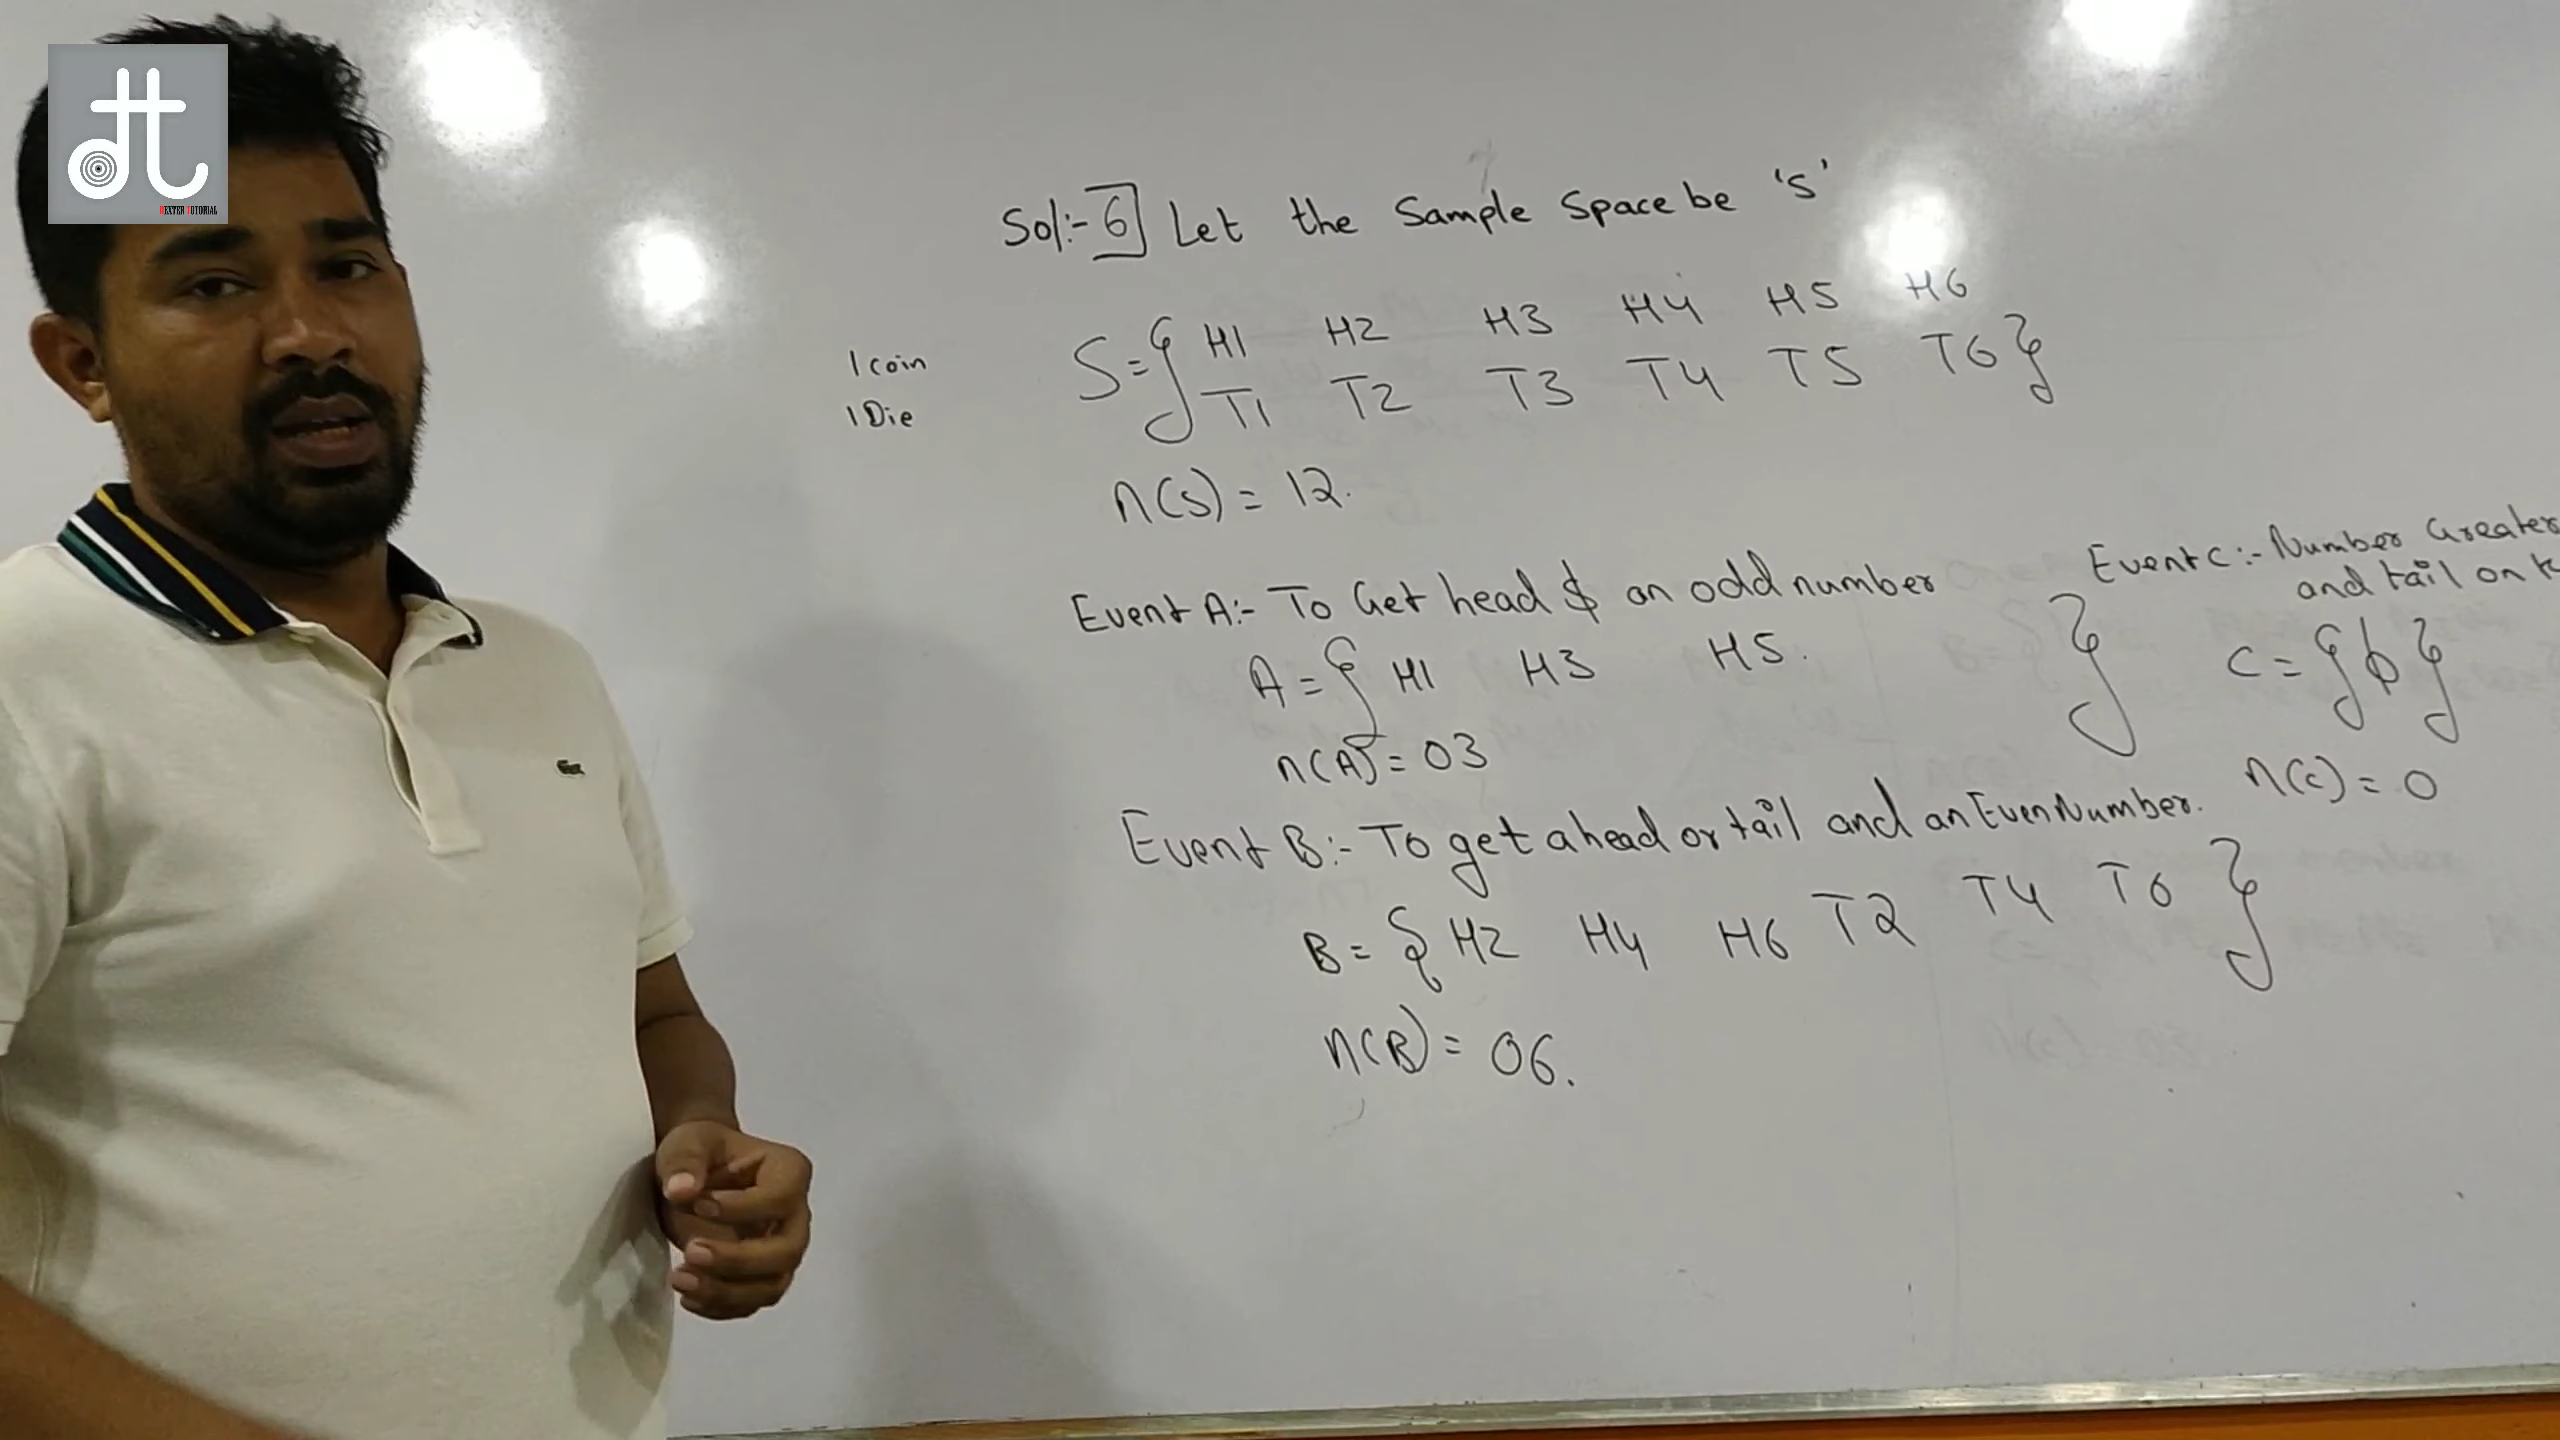 DEXTER TUTORIAL
Sol:- 6] Let the Sample Space be 'S'
1 coin
1 Die
S={ H1 H2 H3 H4 H5 H6
T1 T2 T3 T4 T5 T6 }
n(s) = 12.
Event A:- To Get head & an odd number
A = { H1 H3 H5. }
n(A) = 03
Event B:- To get a head or tail and an Even Number.
B = { H2 H4 H6 T2 T4 T6 }
n(B) = 06.
Event C:- Number Greater
and tail on
C = {ϕ}
n(c) = 0